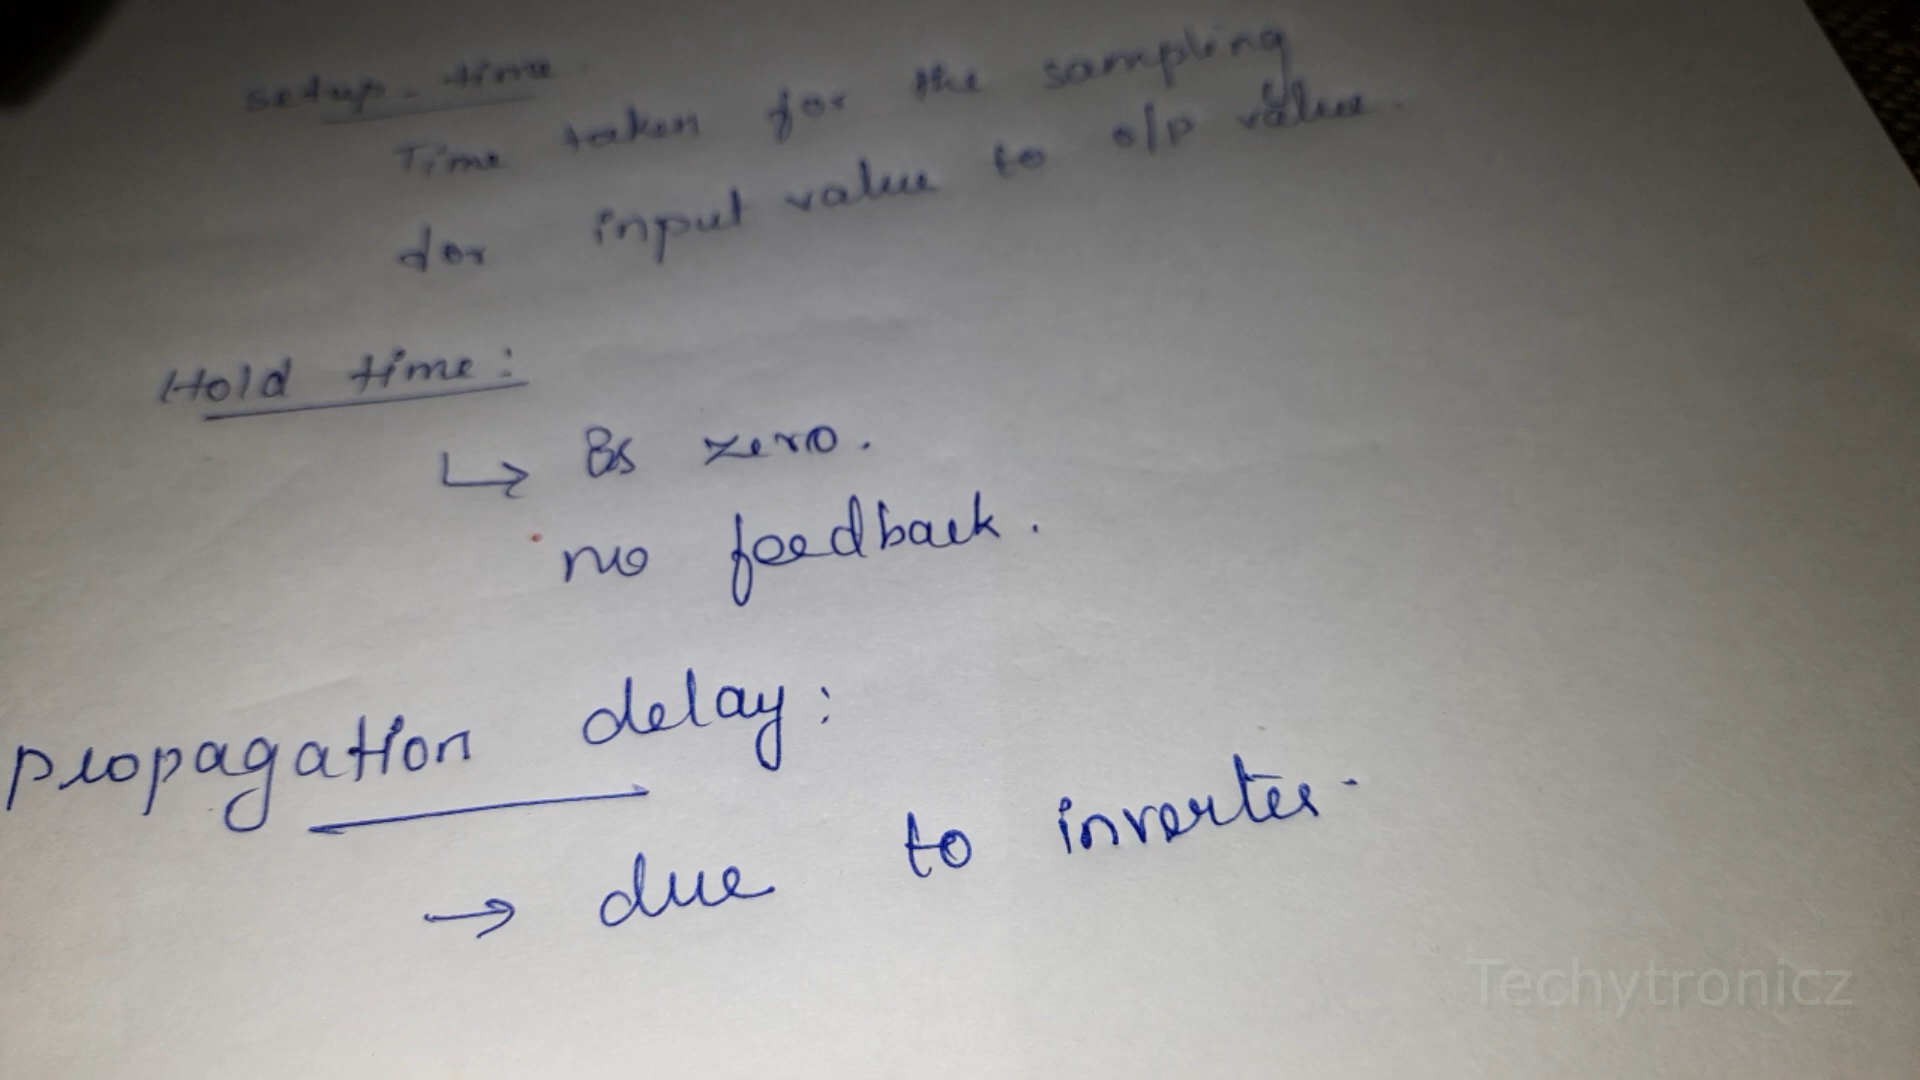 setup time
Time taken for the sampling
for input value to o/p value.
Hold time:
↳ is zero.
no feedback.
propagation delay:
→ due to inverter.
Techytronicz